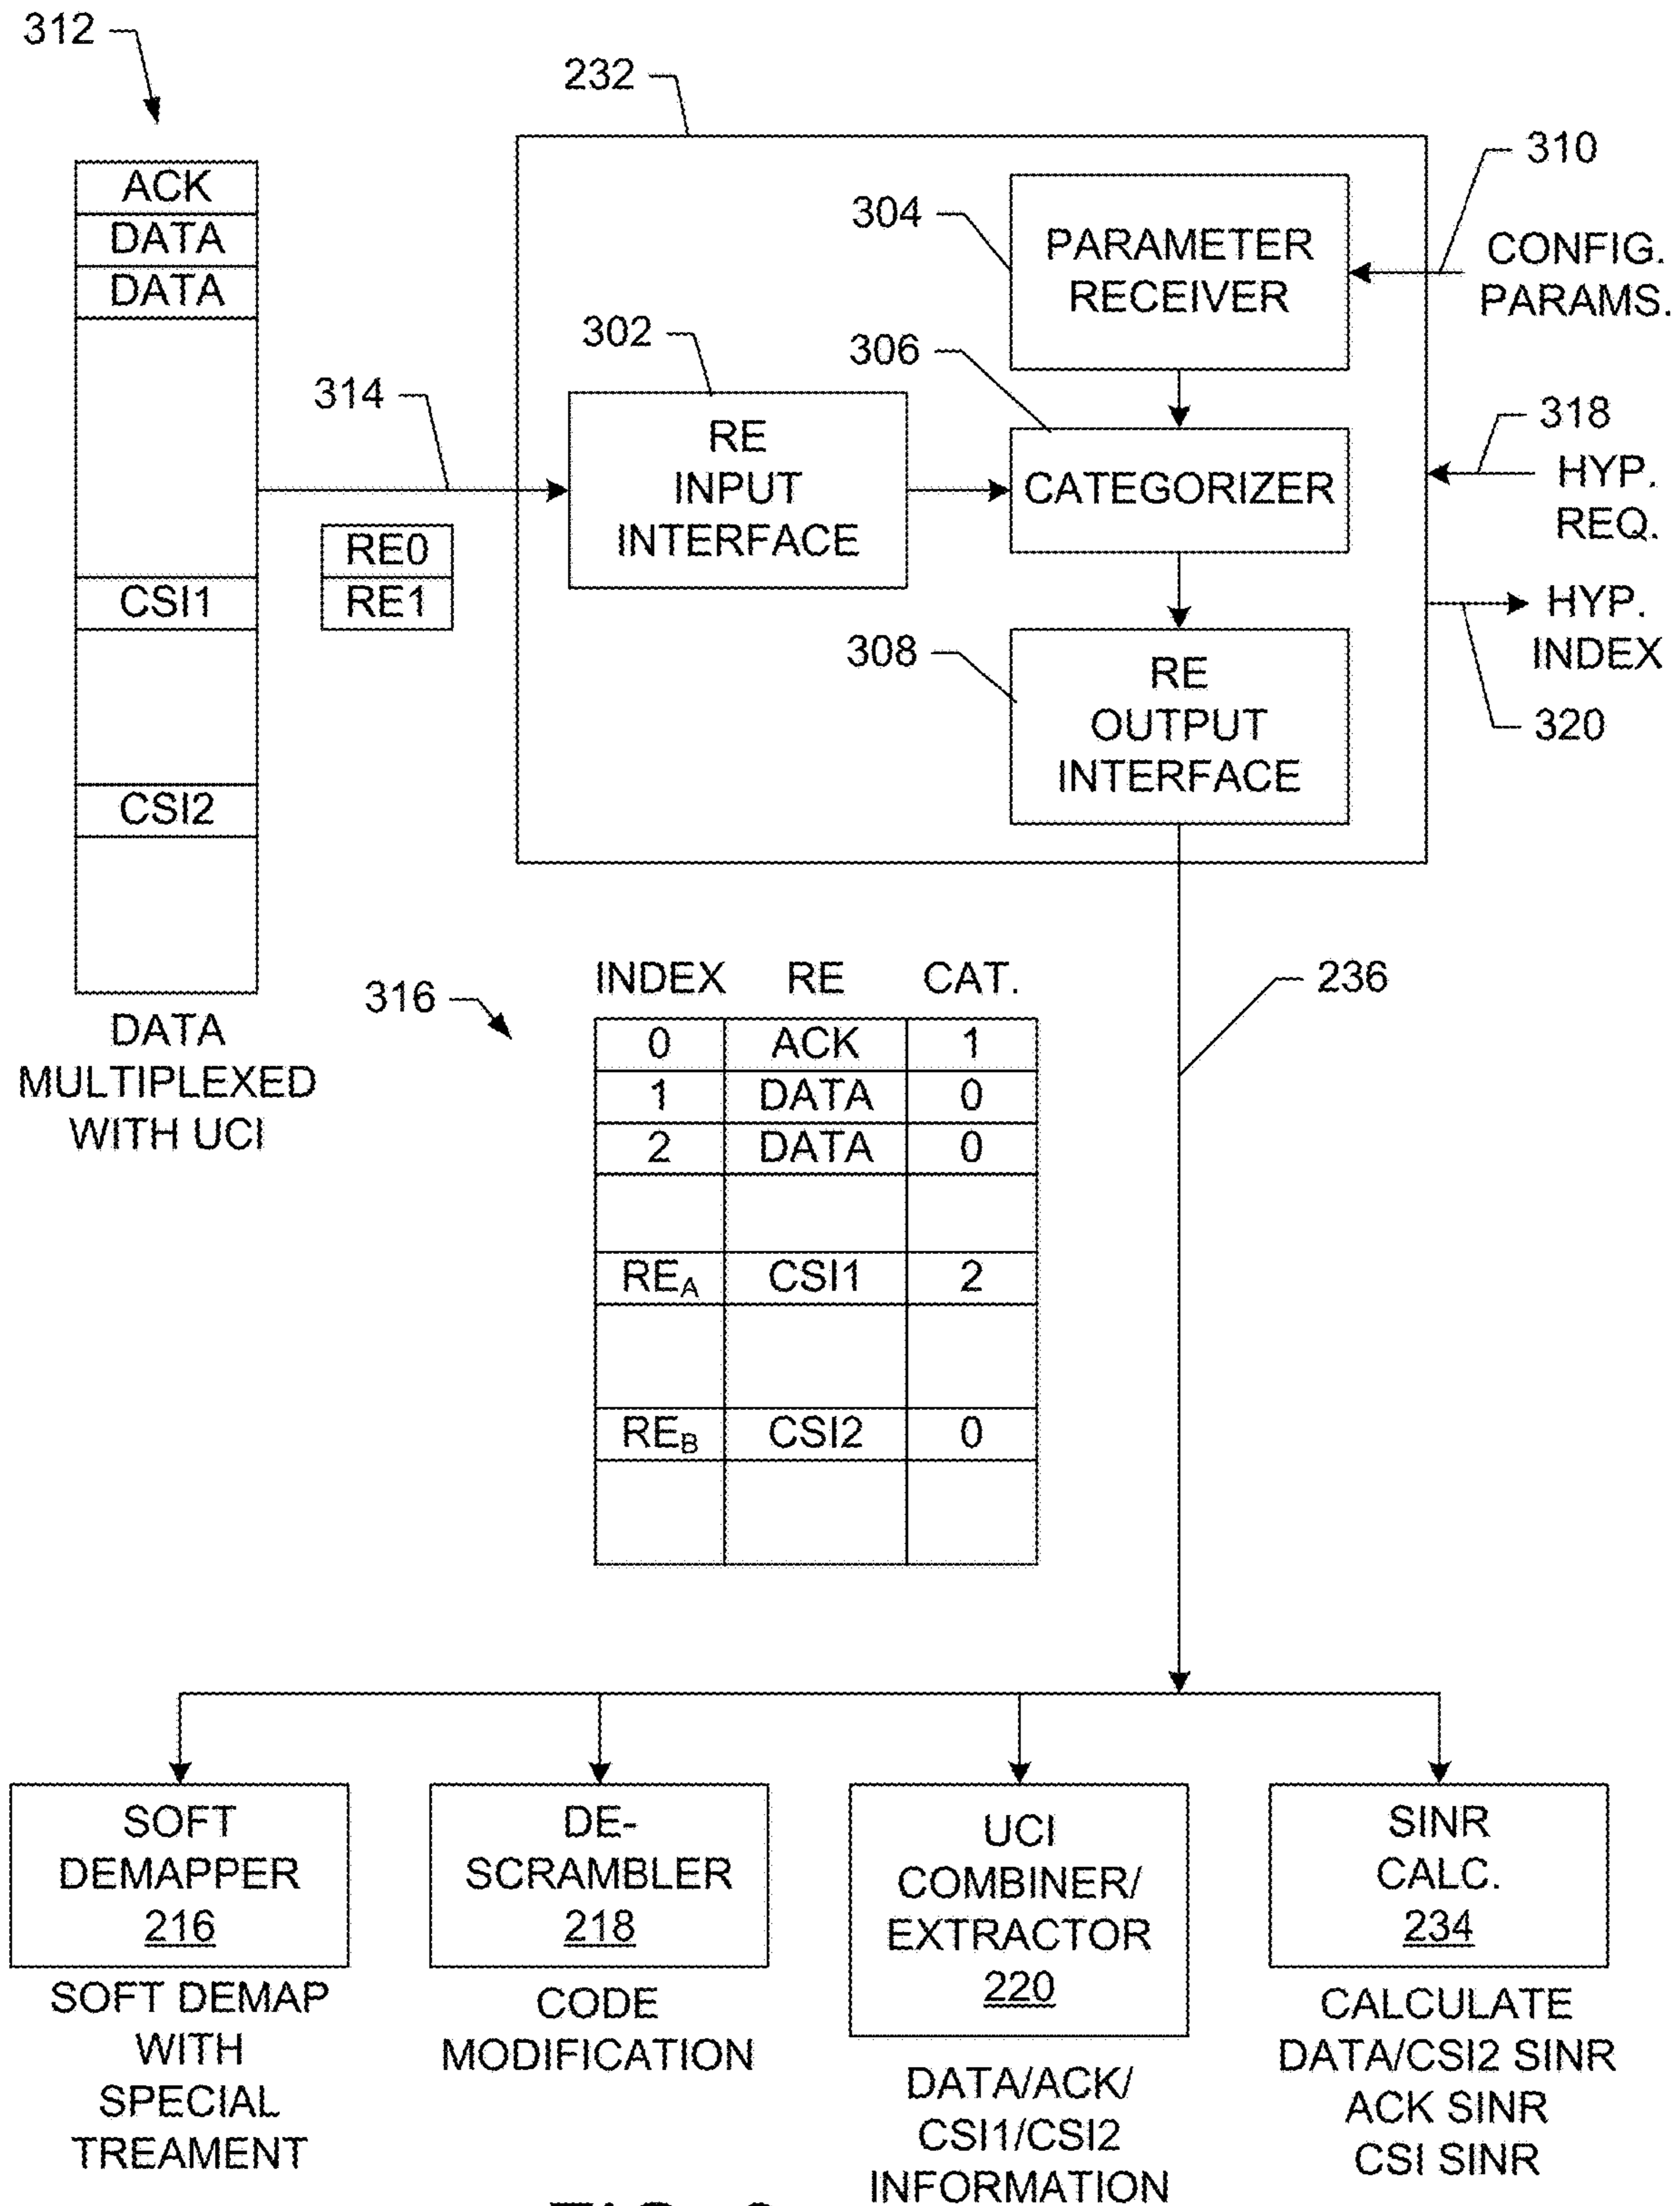 312
232
310
ACK
DATA
DATA
304
PARAMETER
RECEIVER
CONFIG.
PARAMS.
302
306
314
318
RE
INPUT
INTERFACE
CATEGORIZER
HYP.
REQ.
RE0
RE1
CSI1
HYP.
INDEX
308
RE
OUTPUT
INTERFACE
320
CSI2
INDEX RE CAT.
316
236
DATA
MULTIPLEXED
WITH UCI
0 ACK 1
1 DATA 0
2 DATA 0
REA CSI1 2
REB CSI2 0
SOFT
DEMAPPER
216
DE-
SCRAMBLER
218
UCI
COMBINER/
EXTRACTOR
220
SINR
CALC.
234
SOFT DEMAP
WITH
SPECIAL
TREAMENT
CODE
MODIFICATION
DATA/ACK/
CSI1/CSI2
INFORMATION
CALCULATE
DATA/CSI2 SINR
ACK SINR
CSI SINR